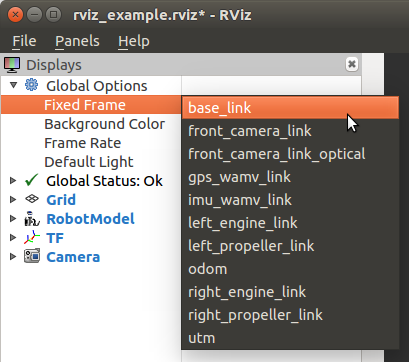 rviz_example.rviz* - RViz
File Panels Help
Displays
Global Options
Fixed Frame
Background Color
Frame Rate
Default Light
Global Status: Ok
Grid
RobotModel
TF
Camera
base_link
front_camera_link
front_camera_link_optical
gps_wamv_link
imu_wamv_link
left_engine_link
left_propeller_link
odom
right_engine_link
right_propeller_link
utm